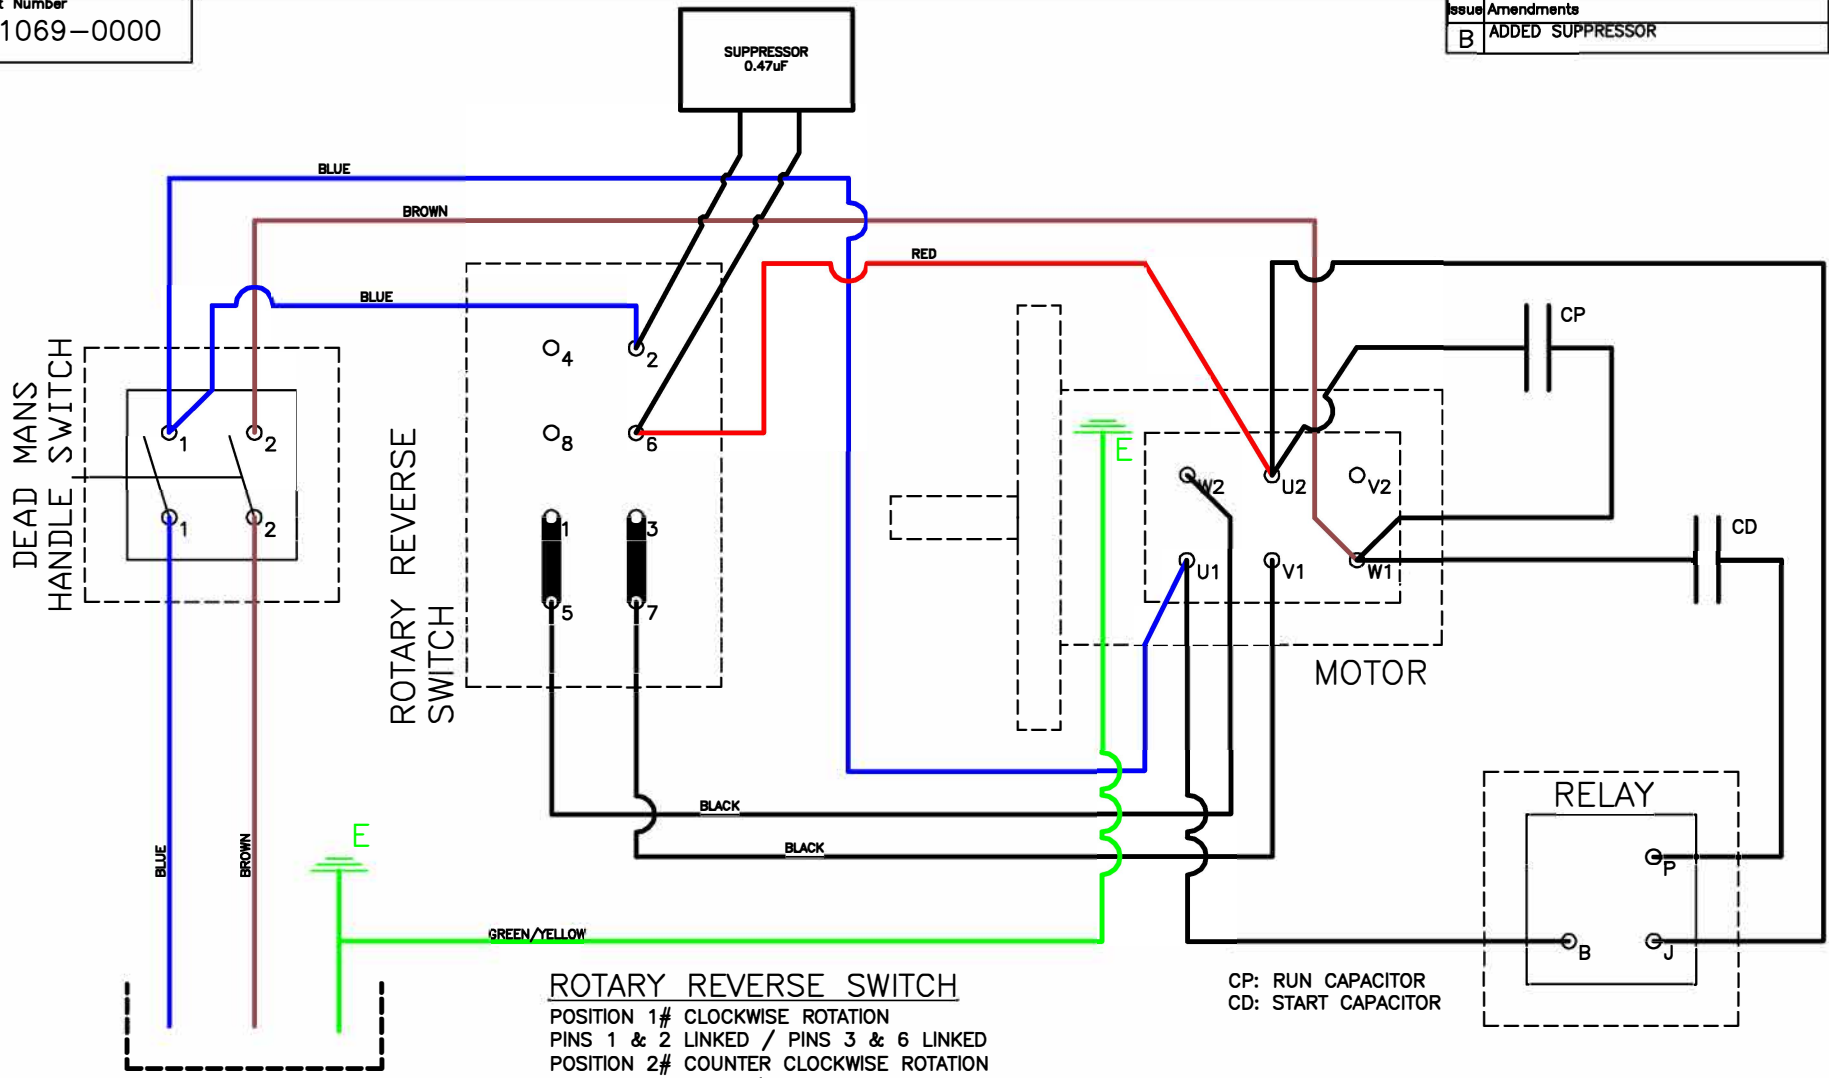 Number
1069-0000
Issue Amendments
B ADDED SUPPRESSOR
SUPPRESSOR
0.47uF
BLUE
BROWN
RED
BLUE
DEAD MANS
HANDLE SWITCH
1
2
1
2
ROTARY REVERSE
SWITCH
4
2
8
6
1
3
5
7
CP
CD
E
W2
U2
V2
U1
V1
W1
MOTOR
BLACK
BLACK
BLUE
BROWN
E
GREEN/YELLOW
RELAY
P
B
J
CP: RUN CAPACITOR
CD: START CAPACITOR
ROTARY REVERSE SWITCH
POSITION 1# CLOCKWISE ROTATION
PINS 1 & 2 LINKED / PINS 3 & 6 LINKED
POSITION 2# COUNTER CLOCKWISE ROTATION